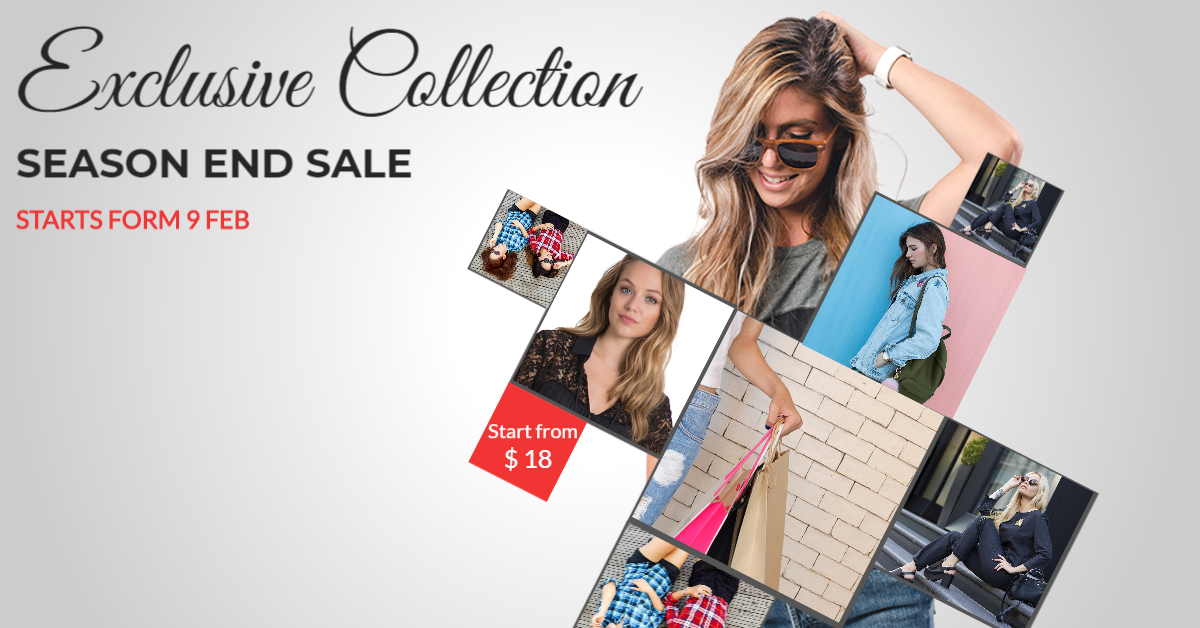 Exclusive Collection
SEASON END SALE
STARTS FORM 9 FEB
Start from
$ 18